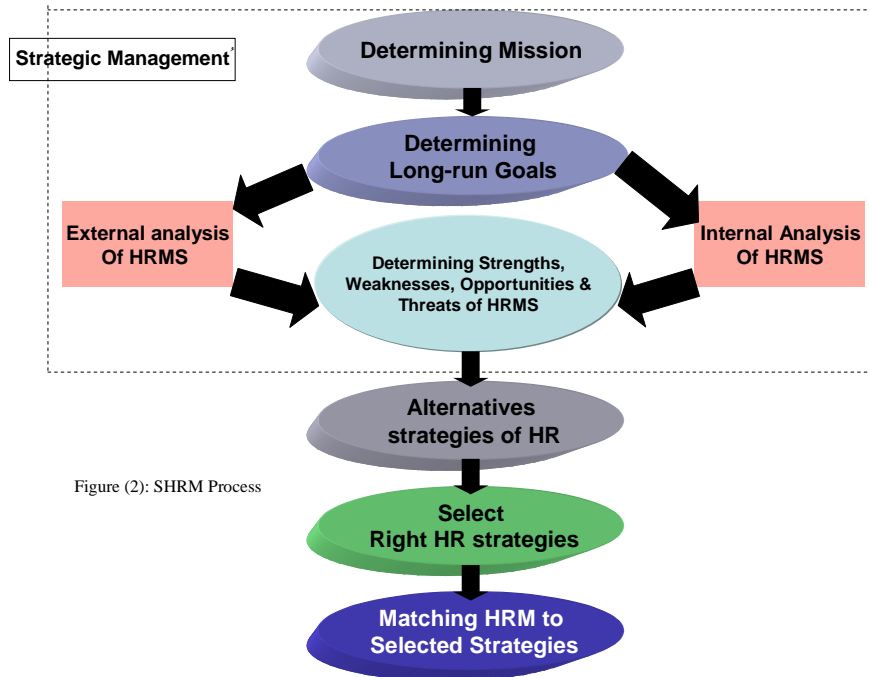 Strategic Management’
Determining Mission
Determining
Long-run Goals
External analysis
Of HRMS
Internal Analysis
Of HRMS
Determining Strengths,
Weaknesses, Opportunities &
Threats of HRMS
Alternatives
strategies of HR
Figure (2): SHRM Process
Select
Right HR strategies
Matching HRM to
Selected Strategies